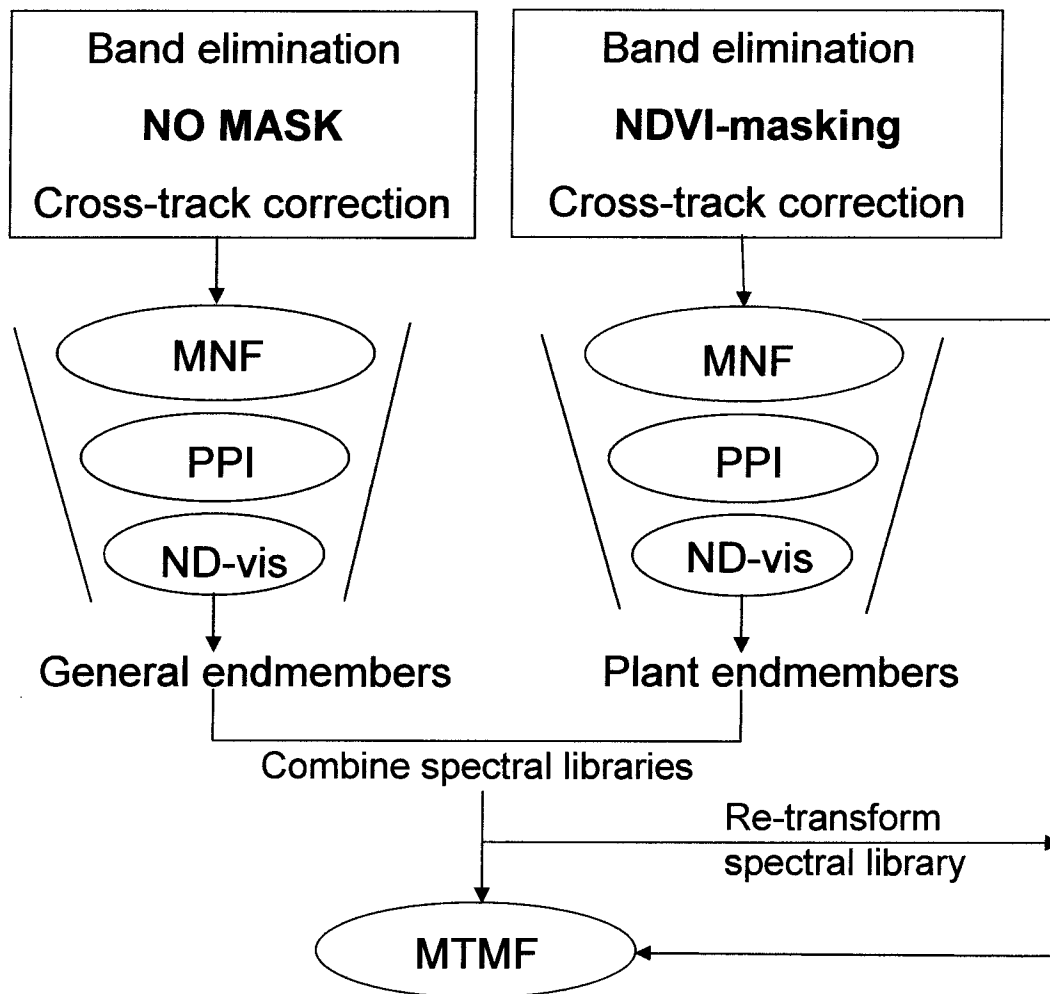 Band elimination
NO MASK
Cross-track correction
Band elimination
NDVI-masking
Cross-track correction
MNF
PPI
ND-vis
General endmembers
MNF
PPI
ND-vis
Plant endmembers
Combine spectral libraries
Re-transform
spectral library
MTMF